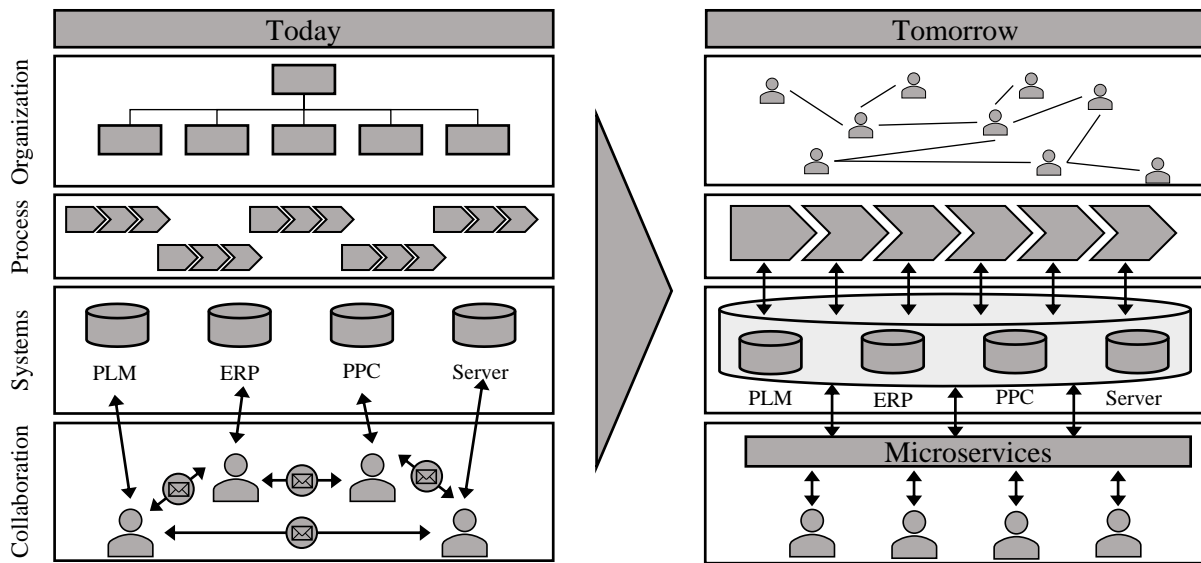 Today
Tomorrow
Organization
Process
Systems
PLM
ERP
PPC
Server
PLM
ERP
PPC
Server
Collaboration
Microservices